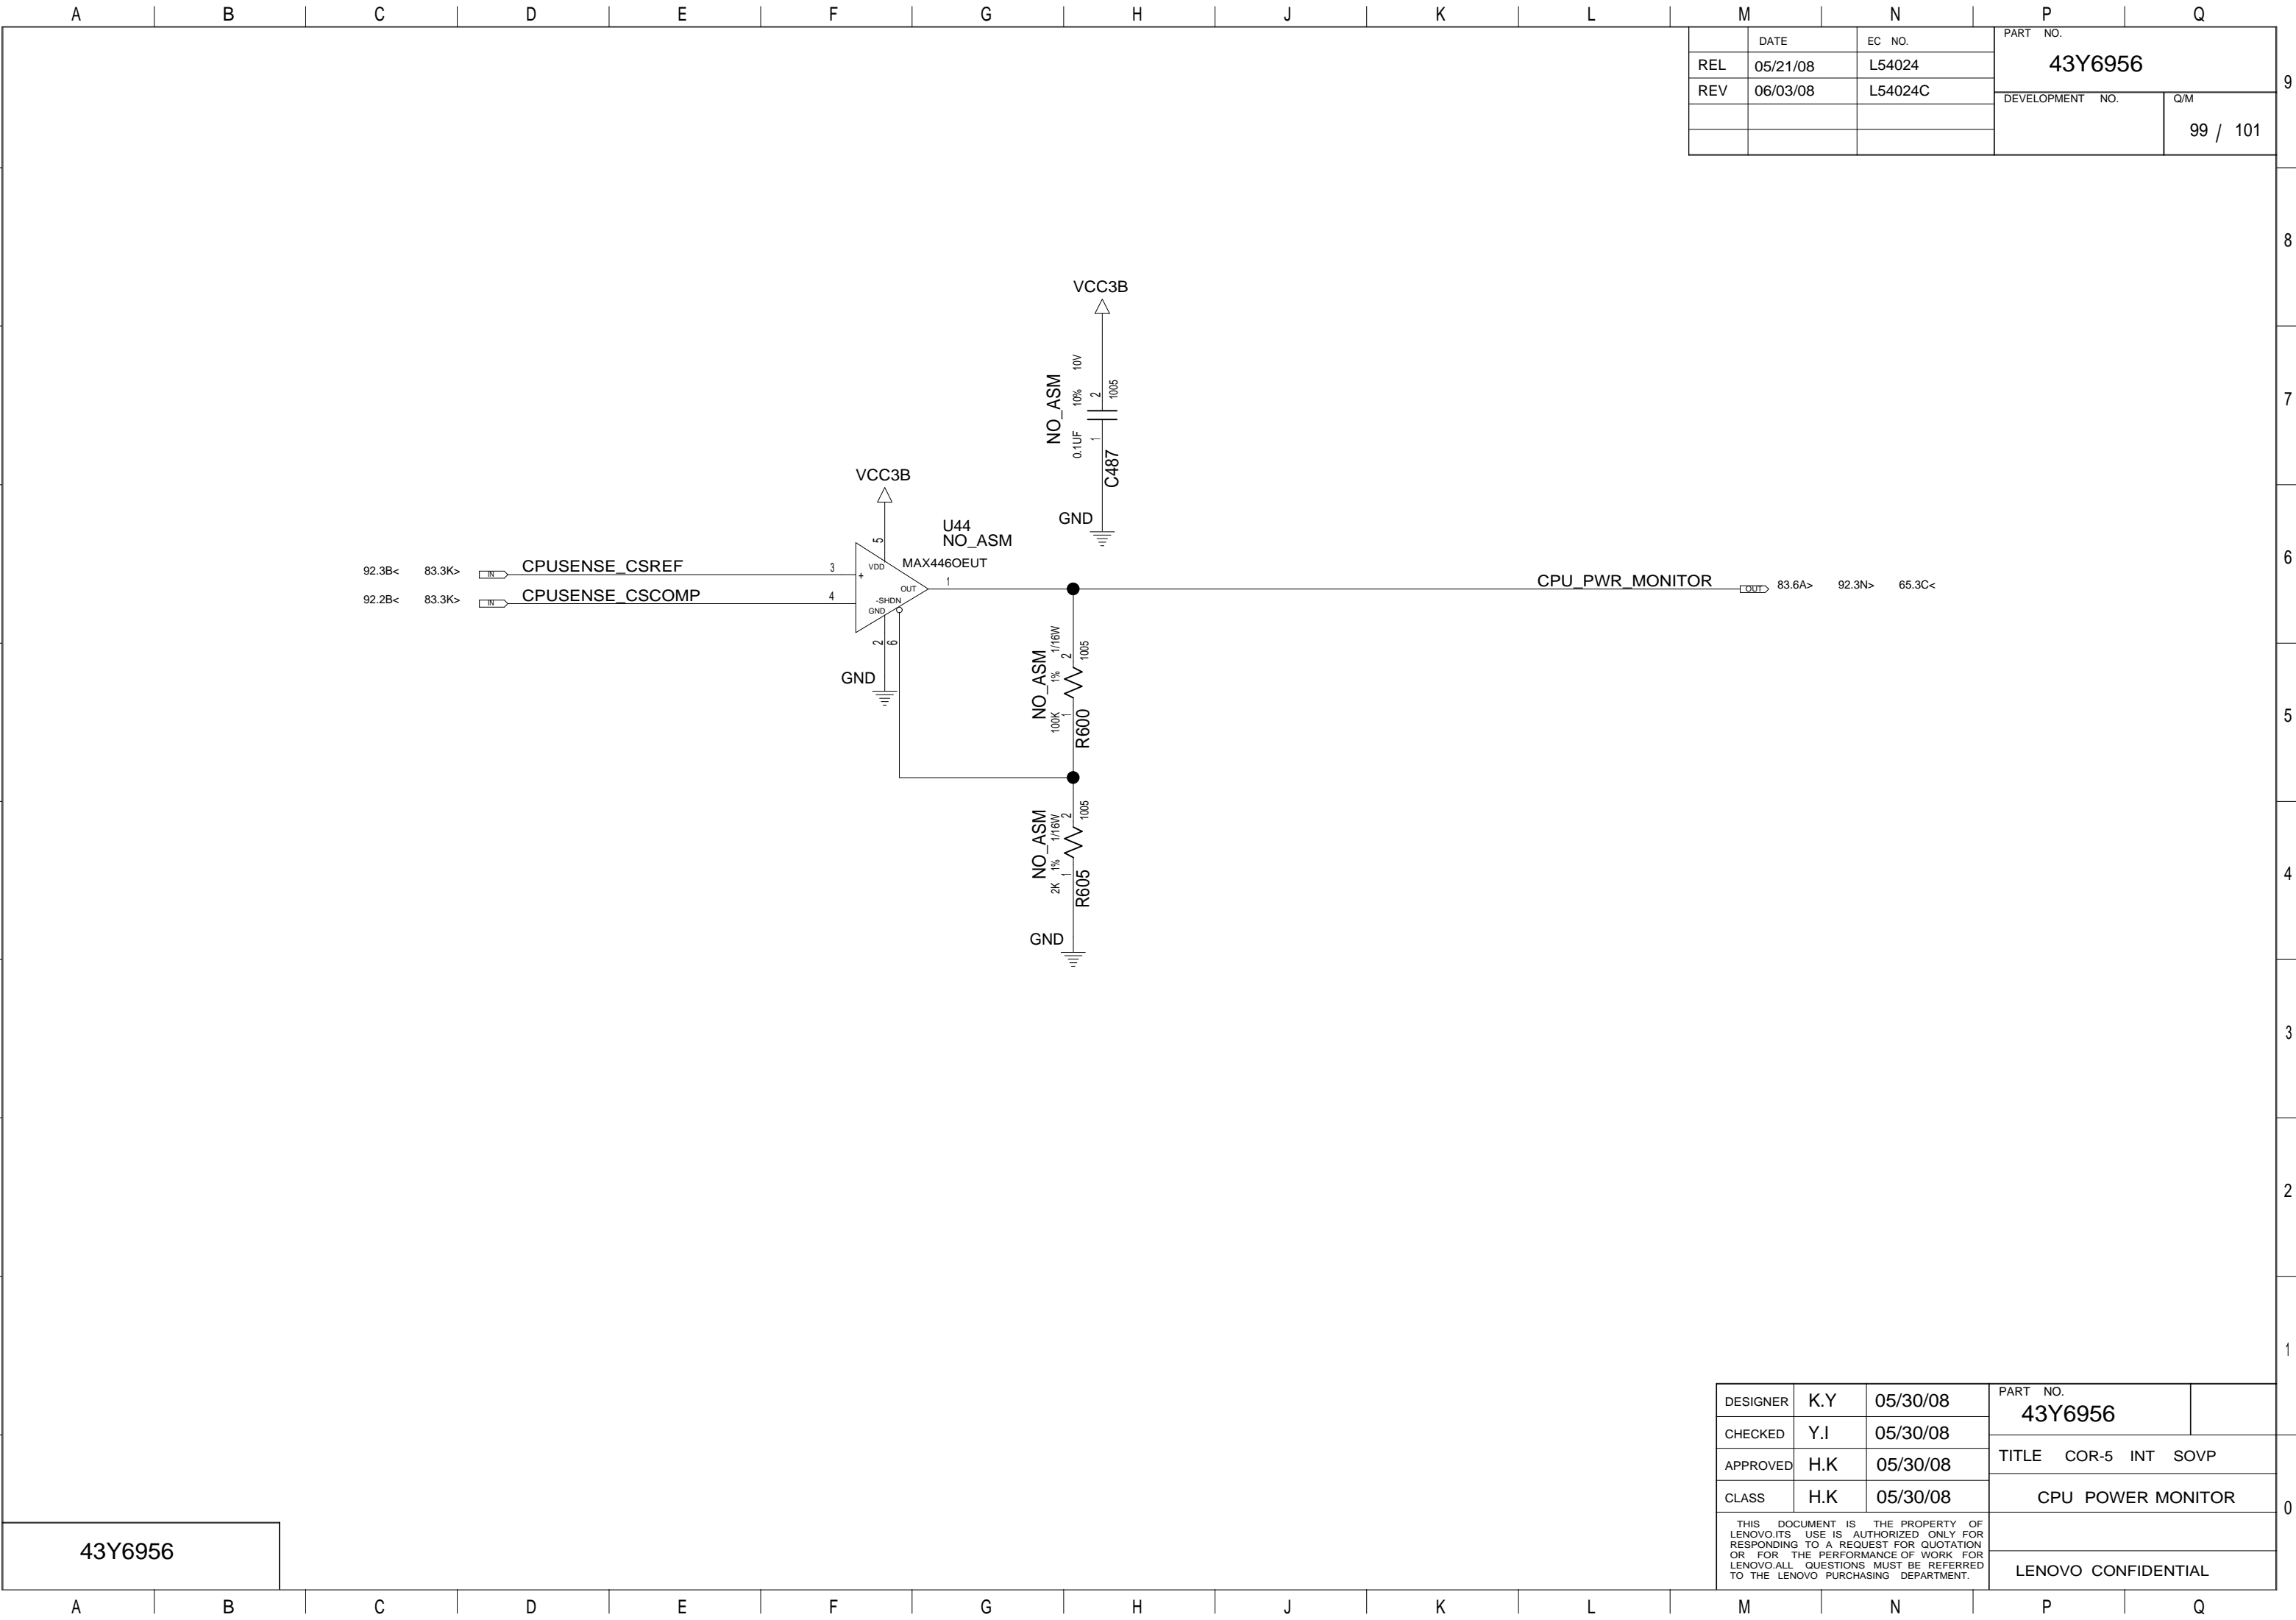 A B C D E F G H J K L M N P Q
DATE EC NO.
REL 05/21/08 L54024
REV 06/03/08 L54024C
PART NO.
43Y6956
DEVELOPMENT NO.
Q/M
99 / 101
9
8
7
6
5
4
3
2
1
0
VCC3B
NO_ASM
0.1UF 10% 10V
2
1
1005
C487
GND
VCC3B
5
U44
NO_ASM
MAX446OEUT
92.3B< 83.3K> IN CPUSENSE_CSREF 3
92.2B< 83.3K> IN CPUSENSE_CSCOMP 4
+
VDD
OUT
-SHDN
GND
1
2 6
GND
CPU_PWR_MONITOR OUT 83.6A> 92.3N> 65.3C<
NO_ASM
100K 1% 1/16W
2
1
1005
R600
NO_ASM
2K 1% 1/16W
2
1
1005
R605
GND
DESIGNER K.Y 05/30/08
CHECKED Y.I 05/30/08
APPROVED H.K 05/30/08
CLASS H.K 05/30/08
THIS DOCUMENT IS THE PROPERTY OF
LENOVO.ITS USE IS AUTHORIZED ONLY FOR
RESPONDING TO A REQUEST FOR QUOTATION
OR FOR THE PERFORMANCE OF WORK FOR
LENOVO.ALL QUESTIONS MUST BE REFERRED
TO THE LENOVO PURCHASING DEPARTMENT.
PART NO.
43Y6956
TITLE COR-5 INT SOVP
CPU POWER MONITOR
LENOVO CONFIDENTIAL
43Y6956
A B C D E F G H J K L M N P Q